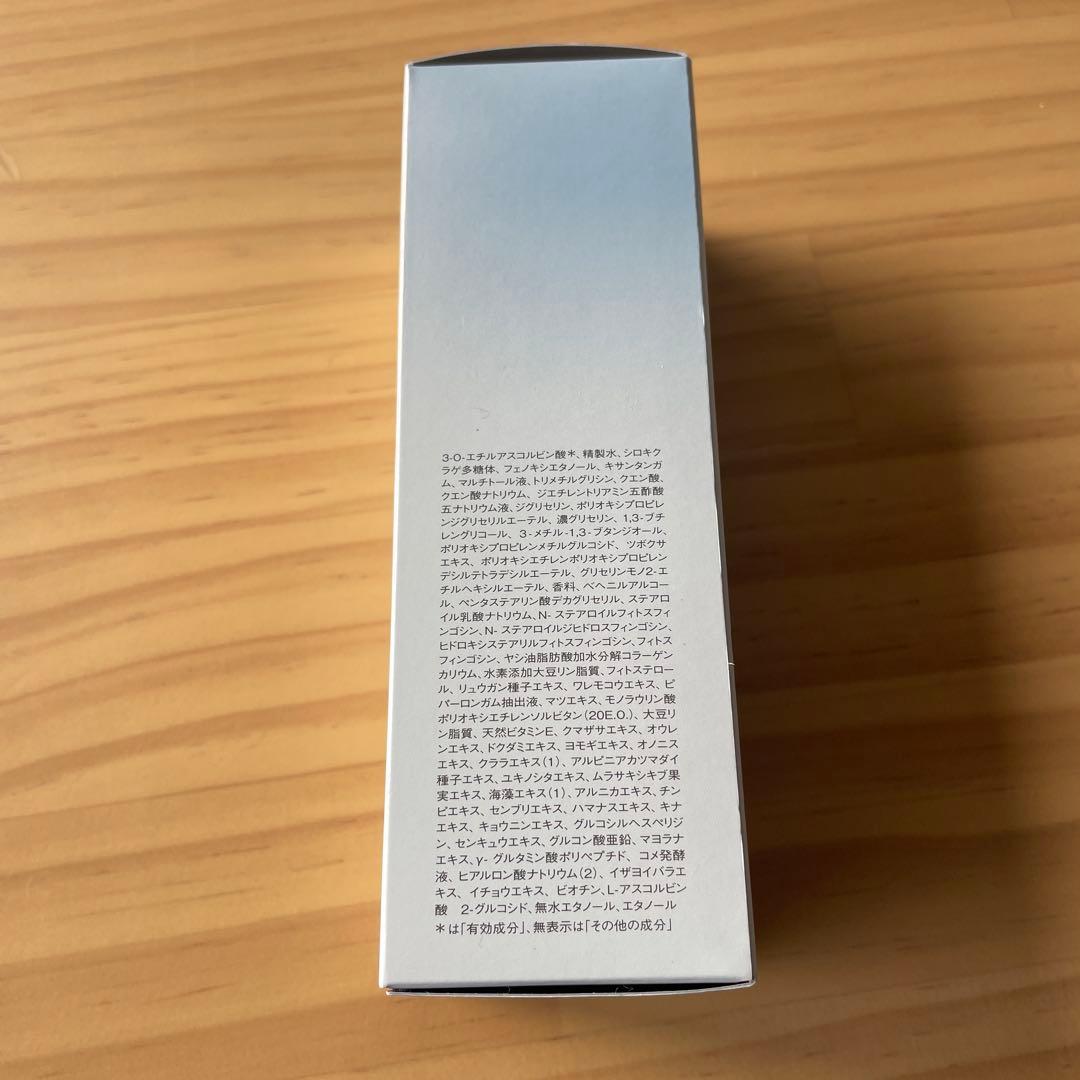 3-O-エチルアスコルビン酸＊、精製水、シロキク
ラゲ多糖体、フェノキシエタノール、キサンタンガ
ム、マルチトール液、トリメチルグリシン、クエン酸、
クエン酸ナトリウム、ジエチレントリアミン五酢酸
五ナトリウム液、ジグリセリン、ポリオキシプロピレ
ンジグリセリルエーテル、濃グリセリン、1,3-ブチ
レングリコール、3-メチル-1,3-ブタンジオール、
ポリオキシプロピレンメチルグルコシド、ツボクサ
エキス、ポリオキシエチレンポリオキシプロピレン
デシルテトラデシルエーテル、グリセリンモノ2-エ
チルヘキシルエーテル、香料、ベヘニルアルコー
ル、ペンタステアリン酸デカグリセリル、ステアロ
イル乳酸ナトリウム、N-ステアロイルフィトスフィ
ンゴシン、N-ステアロイルジヒドロスフィンゴシン、
ヒドロキシステアリルフィトスフィンゴシン、フィトス
フィンゴシン、ヤシ油脂肪酸加水分解コラーゲン
カリウム、水素添加大豆リン脂質、フィトステロー
ル、リュウガン種子エキス、ワレモコウエキス、ビ
バーロンガム抽出液、マツエキス、モノラウリン酸
ポリオキシエチレンソルビタン(20E.O.)、大豆リ
ン脂質、天然ビタミンE、クマザサエキス、オウレ
ンエキス、ドクダミエキス、ヨモギエキス、オノニス
エキス、クララエキス(1)、アルピニアカツマダイ
種子エキス、ユキノシタエキス、ムラサキシキブ果
実エキス、海藻エキス(1)、アルニカエキス、チン
ピエキス、センブリエキス、ハマナスエキス、キナ
エキス、キョウニンエキス、グルコシルヘスペリジ
ン、センキュウエキス、グルコン酸亜鉛、マヨラナ
エキス、γ-グルタミン酸ポリペプチド、コメ発酵
液、ヒアルロン酸ナトリウム(2)、イザヨイバラエ
キス、イチョウエキス、ビオチン、L-アスコルビン
酸 2-グルコシド、無水エタノール、エタノール
＊は「有効成分」、無表示は「その他の成分」